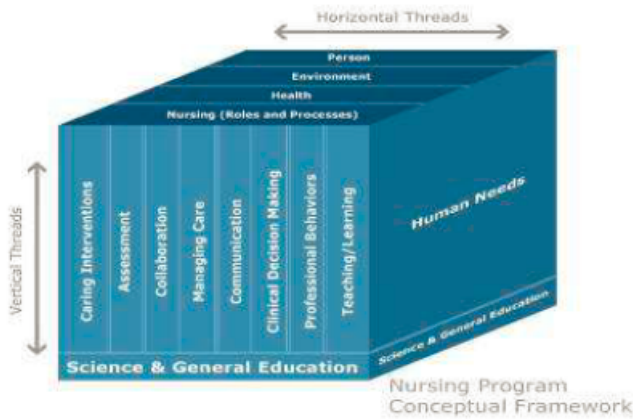 Horizontal Threads
Person
Environment
Health
Nursing (Roles and Processes)
Vertical Threads
Caring Interventions
Assessment
Collaboration
Managing Care
Communication
Clinical Decision Making
Professional Behaviors
Teaching/Learning
Human Needs
Science & General Education
Science & General Education
Nursing Program
Conceptual Framework